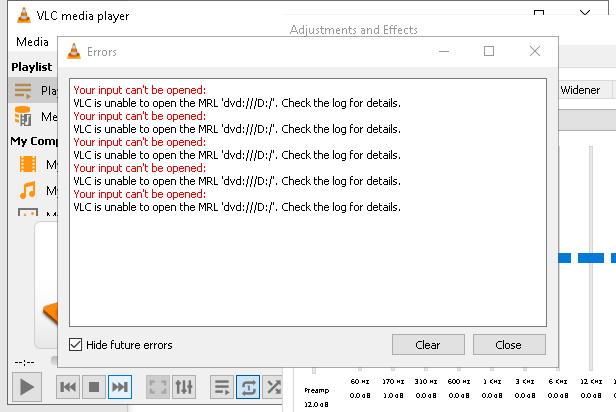 VLC media player
Adjustments and Effects
Media
Errors
Playlist
Pla
Me
My Comp
My
My
My
Widener
Your input can't be opened:
VLC is unable to open the MRL 'dvd:///D:/'. Check the log for details.
Your input can't be opened:
VLC is unable to open the MRL 'dvd:///D:/'. Check the log for details.
Your input can't be opened:
VLC is unable to open the MRL 'dvd:///D:/'. Check the log for details.
Your input can't be opened:
VLC is unable to open the MRL 'dvd:///D:/'. Check the log for details.
Your input can't be opened:
VLC is unable to open the MRL 'dvd:///D:/'. Check the log for details.
Hide future errors
Clear
Close
--:--
Preamp
12.0 dB
60 Hz
170 Hz
310 Hz
600 Hz
1 KHz
3 KHz
6 KHz
12 KHz
0.0 dB
1.0 dB
0.0 dB
0.0 dB
0.0 dB
0.0 dB
0.0 dB
0.0 dB